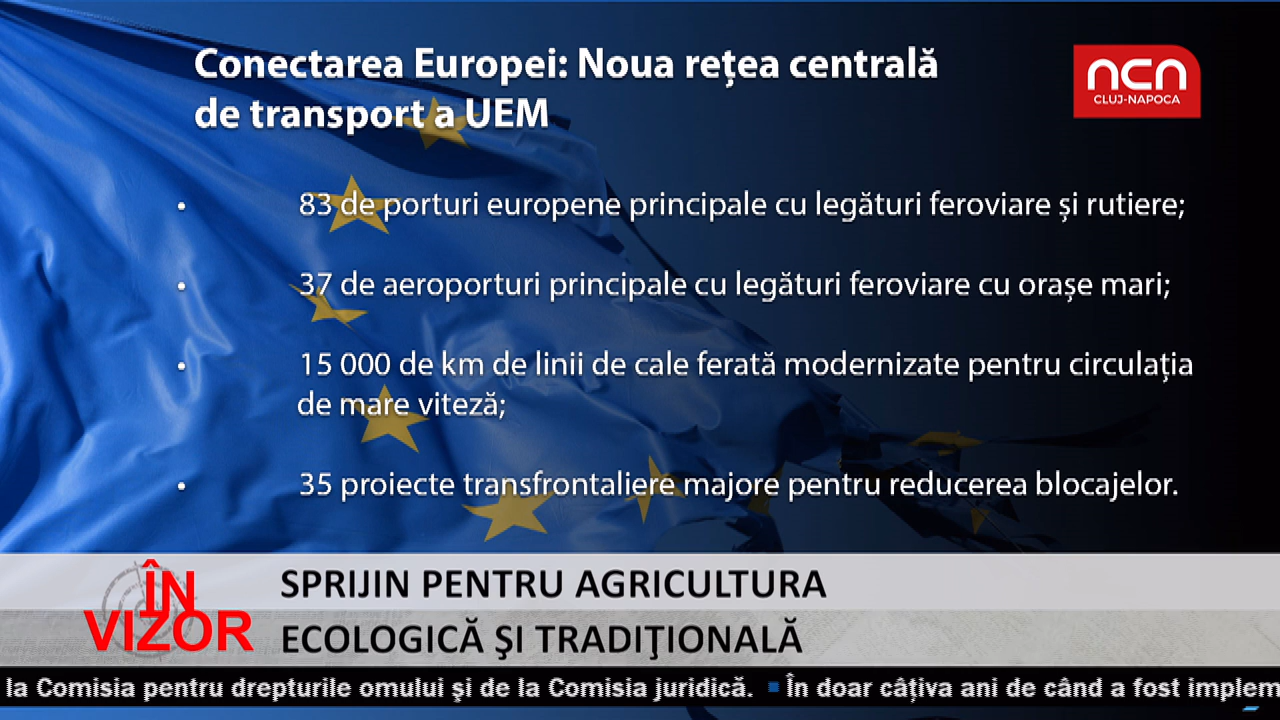 Conectarea Europei: Noua rețea centrală
de transport a UEM
ncn
CLUJ-NAPOCA
• 83 de porturi europene principale cu legături feroviare și rutiere;
• 37 de aeroporturi principale cu legături feroviare cu orașe mari;
• 15 000 de km de linii de cale ferată modernizate pentru circulația
de mare viteză;
• 35 proiecte transfrontaliere majore pentru reducerea blocajelor.
ÎN
VIZOR
SPRIJIN PENTRU AGRICULTURA
ECOLOGICĂ ŞI TRADIŢIONALĂ
la Comisia pentru drepturile omului şi de la Comisia juridică. ▪ În doar câţiva ani de când a fost implem